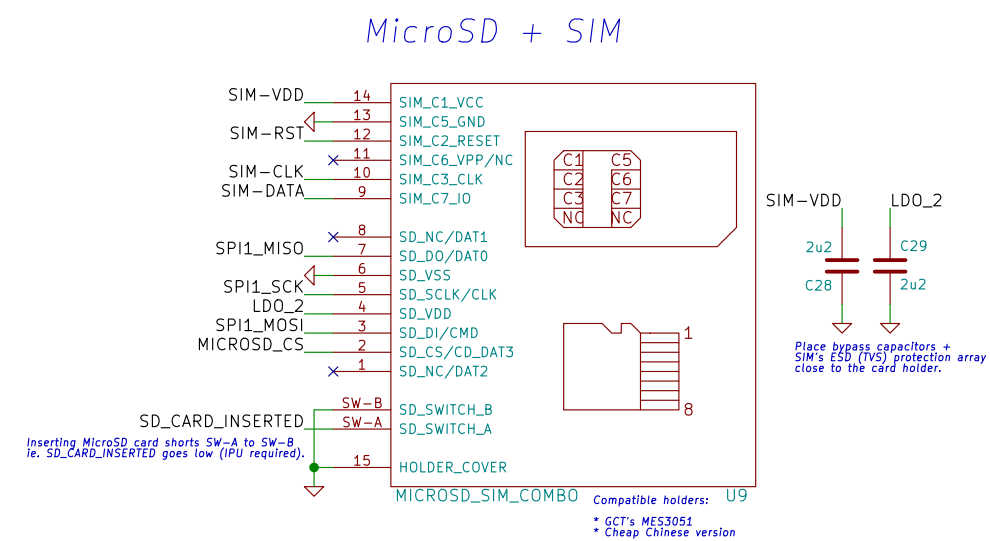 MicroSD + SIM
SIM-VDD 14 SIM_C1_VCC
13 SIM_C5_GND
SIM-RST 12 SIM_C2_RESET
11 SIM_C6_VPP/NC
SIM-CLK 10 SIM_C3_CLK
SIM-DATA 9 SIM_C7_IO
8 SD_NC/DAT1
SPI1_MISO 7 SD_DO/DAT0
6 SD_VSS
SPI1_SCK 5 SD_SCLK/CLK
LDO_2 4 SD_VDD
SPI1_MOSI 3 SD_DI/CMD
MICROSD_CS 2 SD_CS/CD_DAT3
1 SD_NC/DAT2
SW-B SD_SWITCH_B
SD_CARD_INSERTED SW-A SD_SWITCH_A
Inserting MicroSD card shorts SW-A to SW-B
ie. SD_CARD_INSERTED goes low (IPU required).
15 HOLDER_COVER
C1 C5
C2 C6
C3 C7
NC NC
1
8
MICROSD_SIM_COMBO U9
Compatible holders:
* GCT's MES3051
* Cheap Chinese version
SIM-VDD LDO_2
2u2 C29
C28 2u2
Place bypass capacitors +
SIM's ESD (TVS) protection array
close to the card holder.